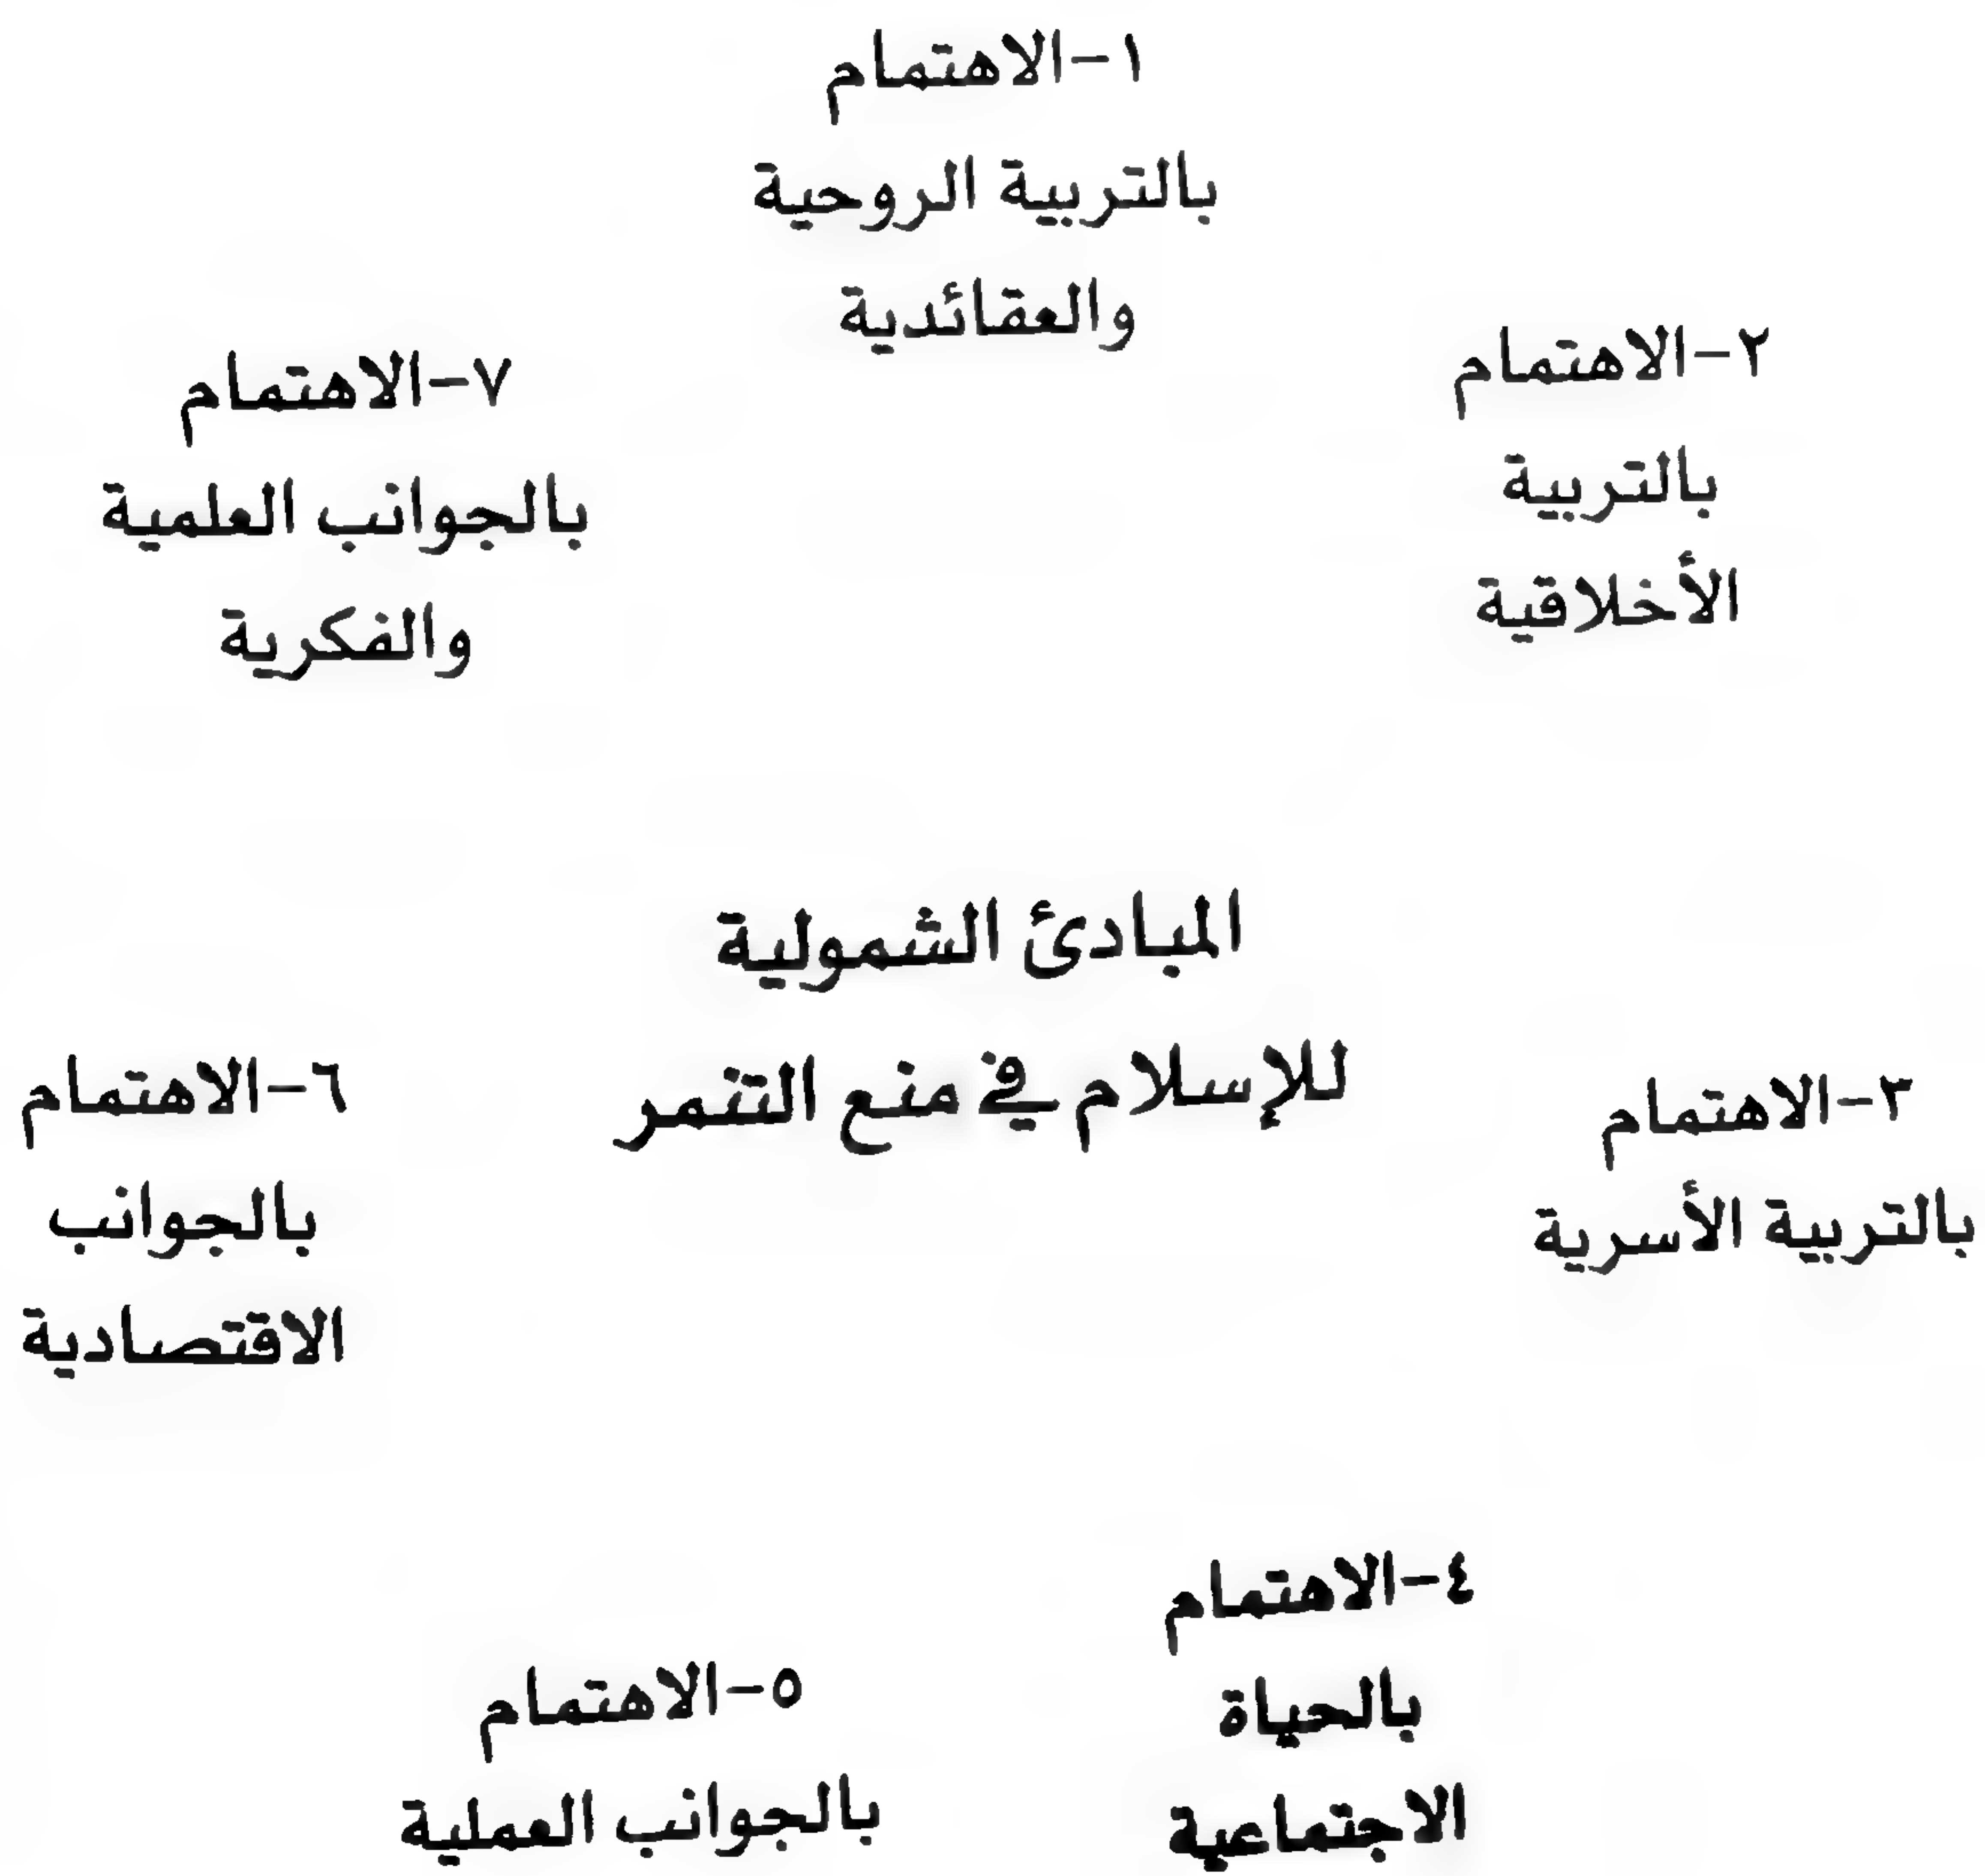 ١-الاهتمام
بالتربية الروحية
والعقائدية
٢-الاهتمام
بالتربية
الأخلاقية
٧-الاهتمام
بالجوانب العلمية
والفكرية
المبادئ الشمولية
للإسلام في منع التنمر
٣-الاهتمام
بالتربية الأسرية
٦-الاهتمام
بالجوانب
الاقتصادية
٤-الاهتمام
بالحياة
الاجتماعية
٥-الاهتمام
بالجوانب العملية